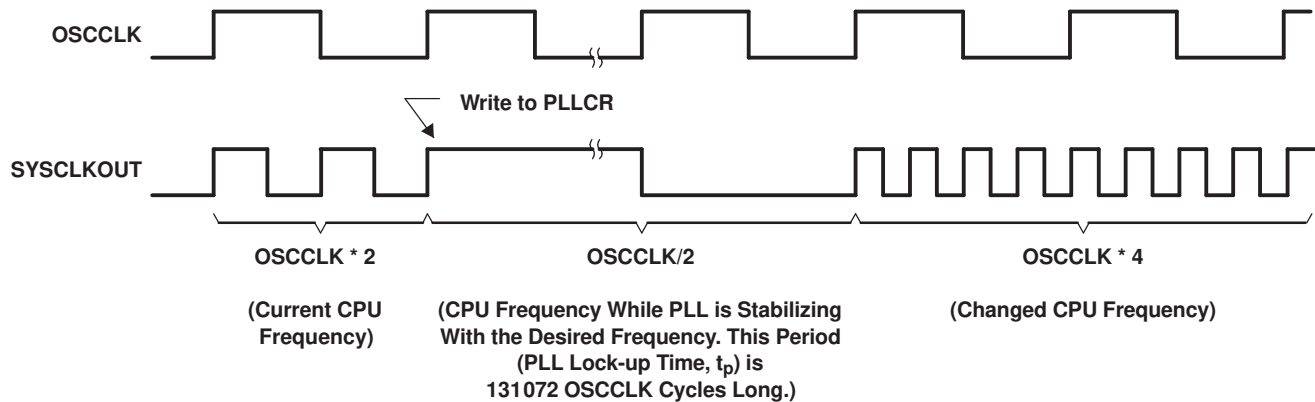 OSCCLK
Write to PLLCR
SYSCLKOUT
OSCCLK * 2
OSCCLK/2
OSCCLK * 4
(Current CPU
Frequency)
(CPU Frequency While PLL is Stabilizing
With the Desired Frequency. This Period
(PLL Lock-up Time, tp) is
131072 OSCCLK Cycles Long.)
(Changed CPU Frequency)